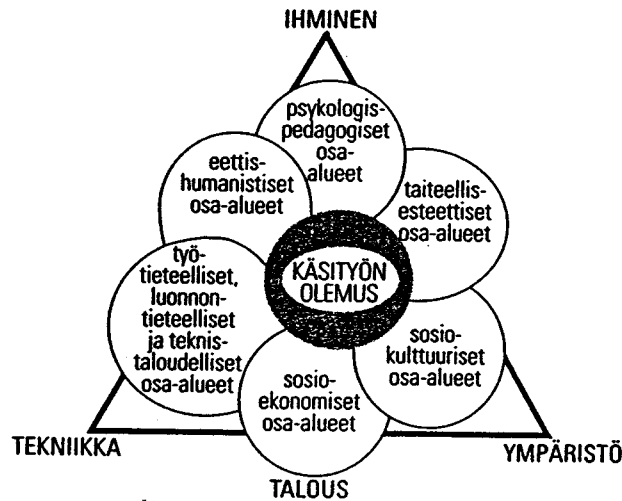 IHMINEN
psykologis-
pedagogiset
osa-
alueet
eettis-
humanistiset
osa-alueet
taiteellis-
esteettiset
osa-alueet
KÄSITYÖN
OLEMUS
työ-
tieteelliset,
luonnon-
tieteelliset
ja teknis-
taloudelliset
osa-alueet
sosio-
kulttuuriset
osa-alueet
sosio-
ekonomiset
osa-alueet
TEKNIIKKA
YMPÄRISTÖ
TALOUS